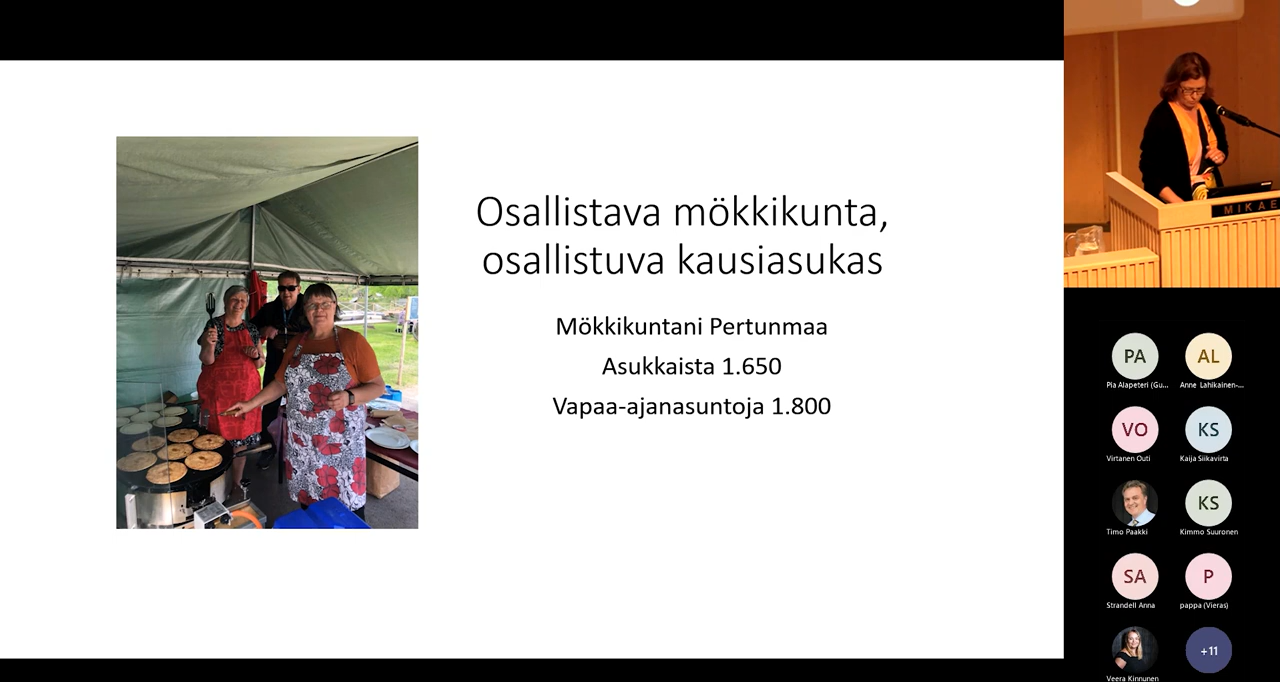 Osallistava mökkikunta,
osallistuva kausiasukas
Mökkikuntani Pertunmaa
Asukkaista 1.650
Vapaa-ajanasuntoja 1.800
MIKAE
PA
AL
Pia Alapeteri (Gu...
Anne Lahikainen-...
VO
KS
Virtanen Outi
Kaija Siikavirta
KS
Timo Paakki
Kimmo Suuronen
SA
P
Strandell Anna
pappa (Vieras)
+11
Veera Kinnunen